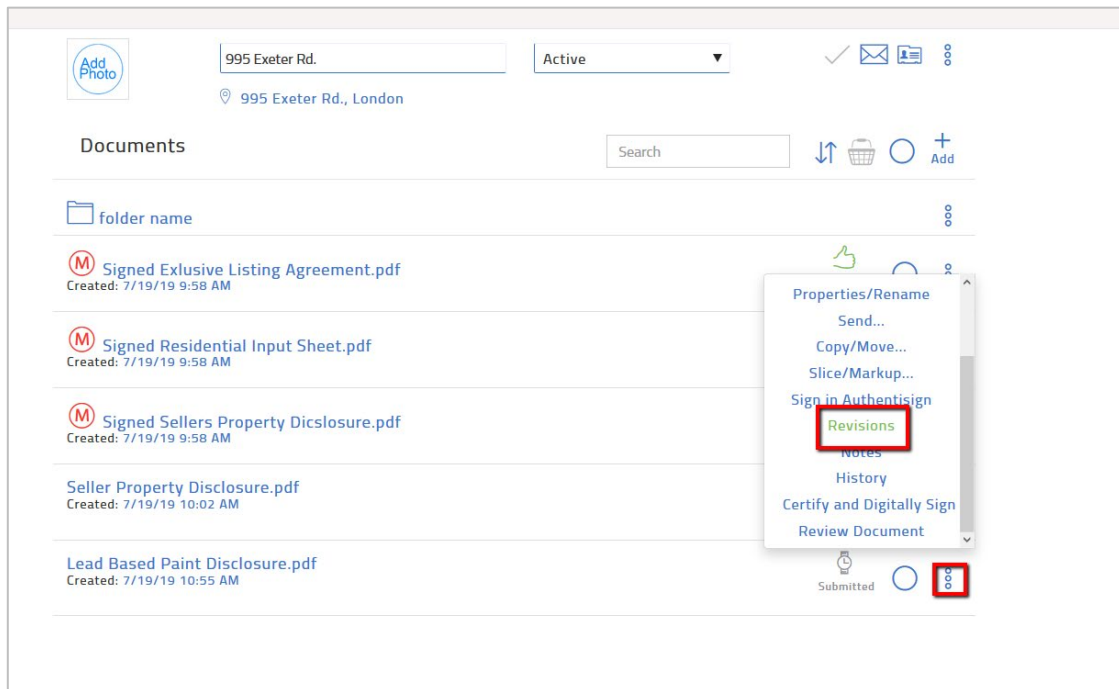 Add
Photo
995 Exeter Rd.
Active
995 Exeter Rd., London
Documents
Search
Add
folder name
M Signed Exlusive Listing Agreement.pdf
Created: 7/19/19 9:58 AM
Properties/Rename
Send...
Copy/Move...
Slice/Markup...
Sign in Authentisign
Revisions
Notes
History
Certify and Digitally Sign
Review Document
M Signed Residential Input Sheet.pdf
Created: 7/19/19 9:58 AM
M Signed Sellers Property Dicslosure.pdf
Created: 7/19/19 9:58 AM
Seller Property Disclosure.pdf
Created: 7/19/19 10:02 AM
Lead Based Paint Disclosure.pdf
Created: 7/19/19 10:55 AM
Submitted